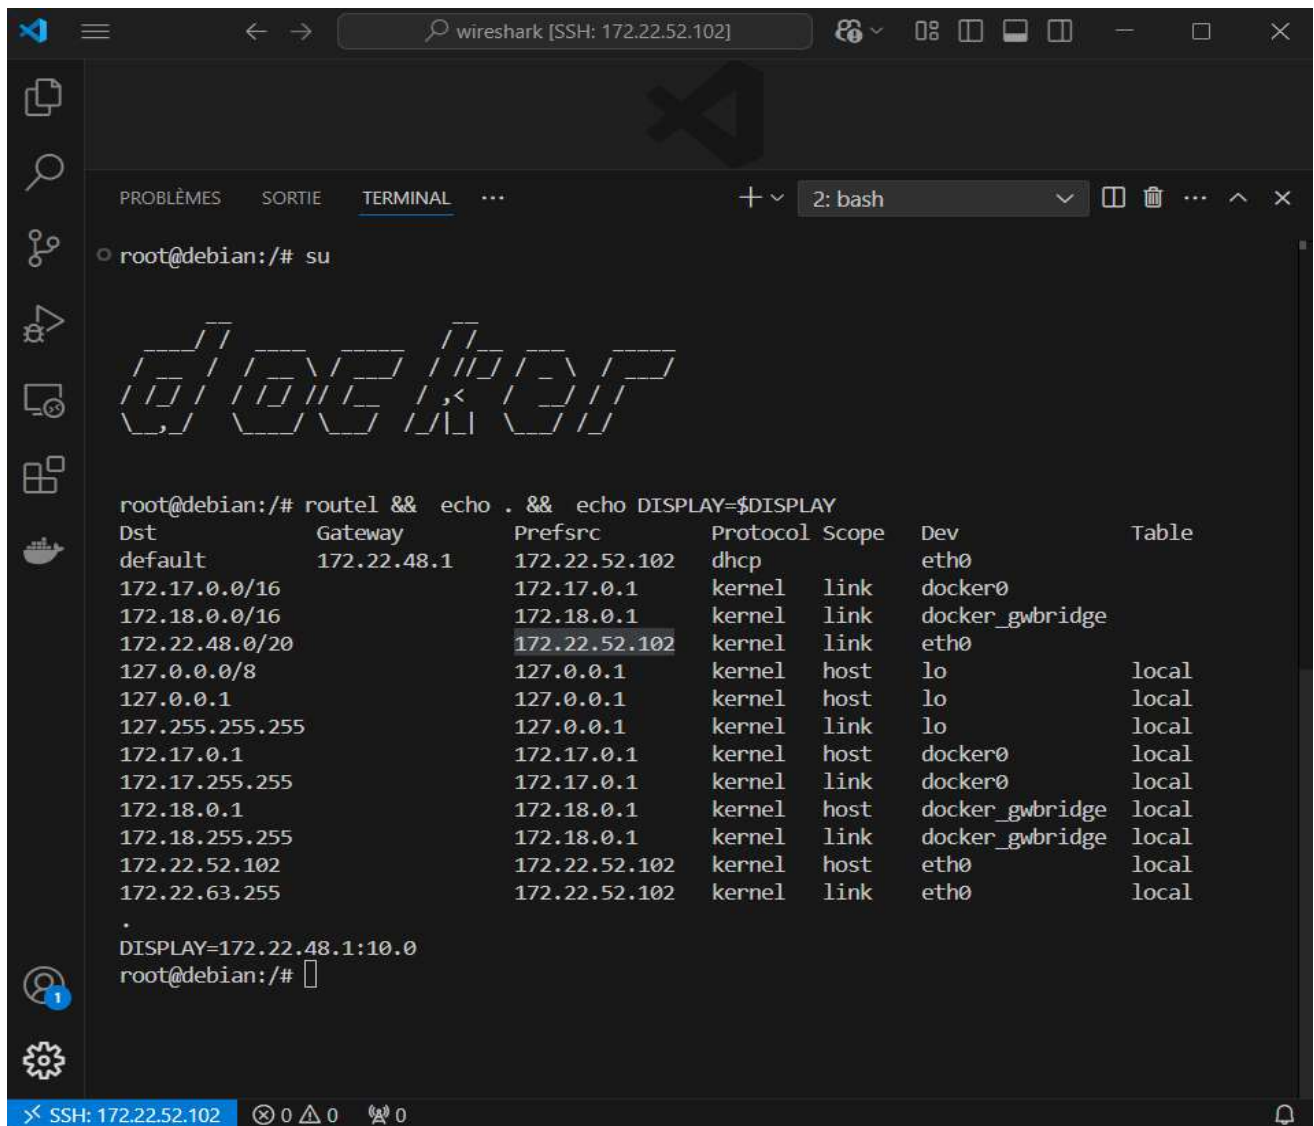 wireshark [SSH: 172.22.52.102]
PROBLÈMES SORTIE TERMINAL ··· 2: bash
root@debian:/# su
docker
root@debian:/# routel &&  echo . &&  echo DISPLAY=$DISPLAY
Dst Gateway Prefsrc Protocol Scope Dev Table
default 172.22.48.1 172.22.52.102 dhcp eth0
172.17.0.0/16 172.17.0.1 kernel link docker0
172.18.0.0/16 172.18.0.1 kernel link docker_gwbridge
172.22.48.0/20 172.22.52.102 kernel link eth0
127.0.0.0/8 127.0.0.1 kernel host lo local
127.0.0.1 127.0.0.1 kernel host lo local
127.255.255.255 127.0.0.1 kernel link lo local
172.17.0.1 172.17.0.1 kernel host docker0 local
172.17.255.255 172.17.0.1 kernel link docker0 local
172.18.0.1 172.18.0.1 kernel host docker_gwbridge local
172.18.255.255 172.18.0.1 kernel link docker_gwbridge local
172.22.52.102 172.22.52.102 kernel host eth0 local
172.22.63.255 172.22.52.102 kernel link eth0 local
.
DISPLAY=172.22.48.1:10.0
root@debian:/#
1
SSH: 172.22.52.102 0 0 0